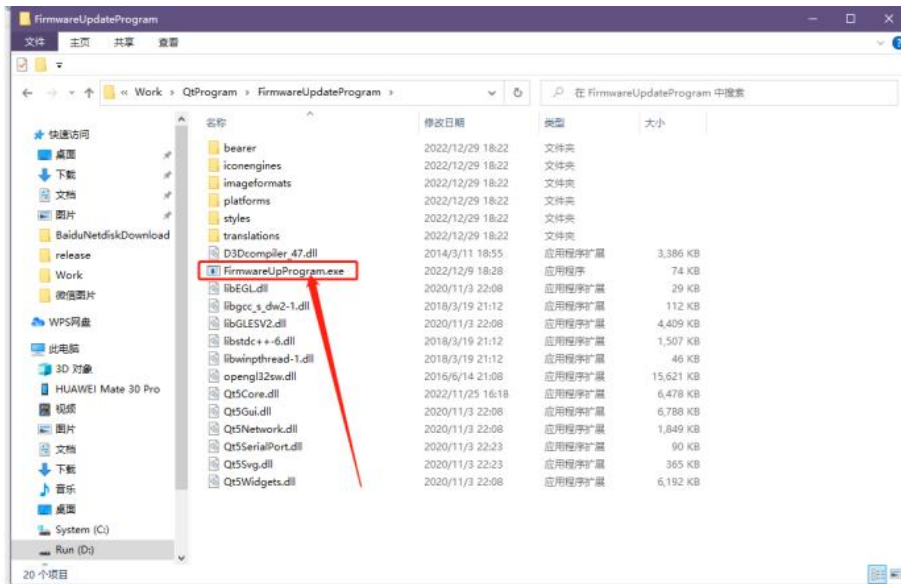 FirmwareUpdateProgram
文件 主页 共享 查看
« Work › QtProgram › FirmwareUpdateProgram ›
在 FirmwareUpdateProgram 中搜索
名称 修改日期 类型 大小
快速访问
桌面
下载
文档
图片
BaiduNetdiskDownload
release
Work
微信图片
WPS网盘
此电脑
3D 对象
HUAWEI Mate 30 Pro
视频
图片
文档
下载
音乐
桌面
System (C:)
Run (D:)
bearer 2022/12/29 18:22 文件夹
iconengines 2022/12/29 18:22 文件夹
imageformats 2022/12/29 18:22 文件夹
platforms 2022/12/29 18:22 文件夹
styles 2022/12/29 18:22 文件夹
translations 2022/12/29 18:22 文件夹
D3Dcompiler_47.dll 2014/3/11 18:55 应用程序扩展 3,386 KB
FirmwareUpProgram.exe 2022/12/9 18:28 应用程序 74 KB
libEGL.dll 2020/11/3 22:08 应用程序扩展 29 KB
libgcc_s_dw2-1.dll 2018/3/19 21:12 应用程序扩展 112 KB
libGLESV2.dll 2020/11/3 22:08 应用程序扩展 4,409 KB
libstdc++-6.dll 2018/3/19 21:12 应用程序扩展 1,507 KB
libwinpthread-1.dll 2018/3/19 21:12 应用程序扩展 46 KB
opengl32sw.dll 2016/6/14 21:08 应用程序扩展 15,621 KB
Qt5Core.dll 2022/11/25 16:18 应用程序扩展 6,478 KB
Qt5Gui.dll 2020/11/3 22:08 应用程序扩展 6,788 KB
Qt5Network.dll 2020/11/3 22:08 应用程序扩展 1,849 KB
Qt5SerialPort.dll 2020/11/3 22:23 应用程序扩展 90 KB
Qt5Svg.dll 2020/11/3 22:23 应用程序扩展 365 KB
Qt5Widgets.dll 2020/11/3 22:08 应用程序扩展 6,192 KB
20 个项目